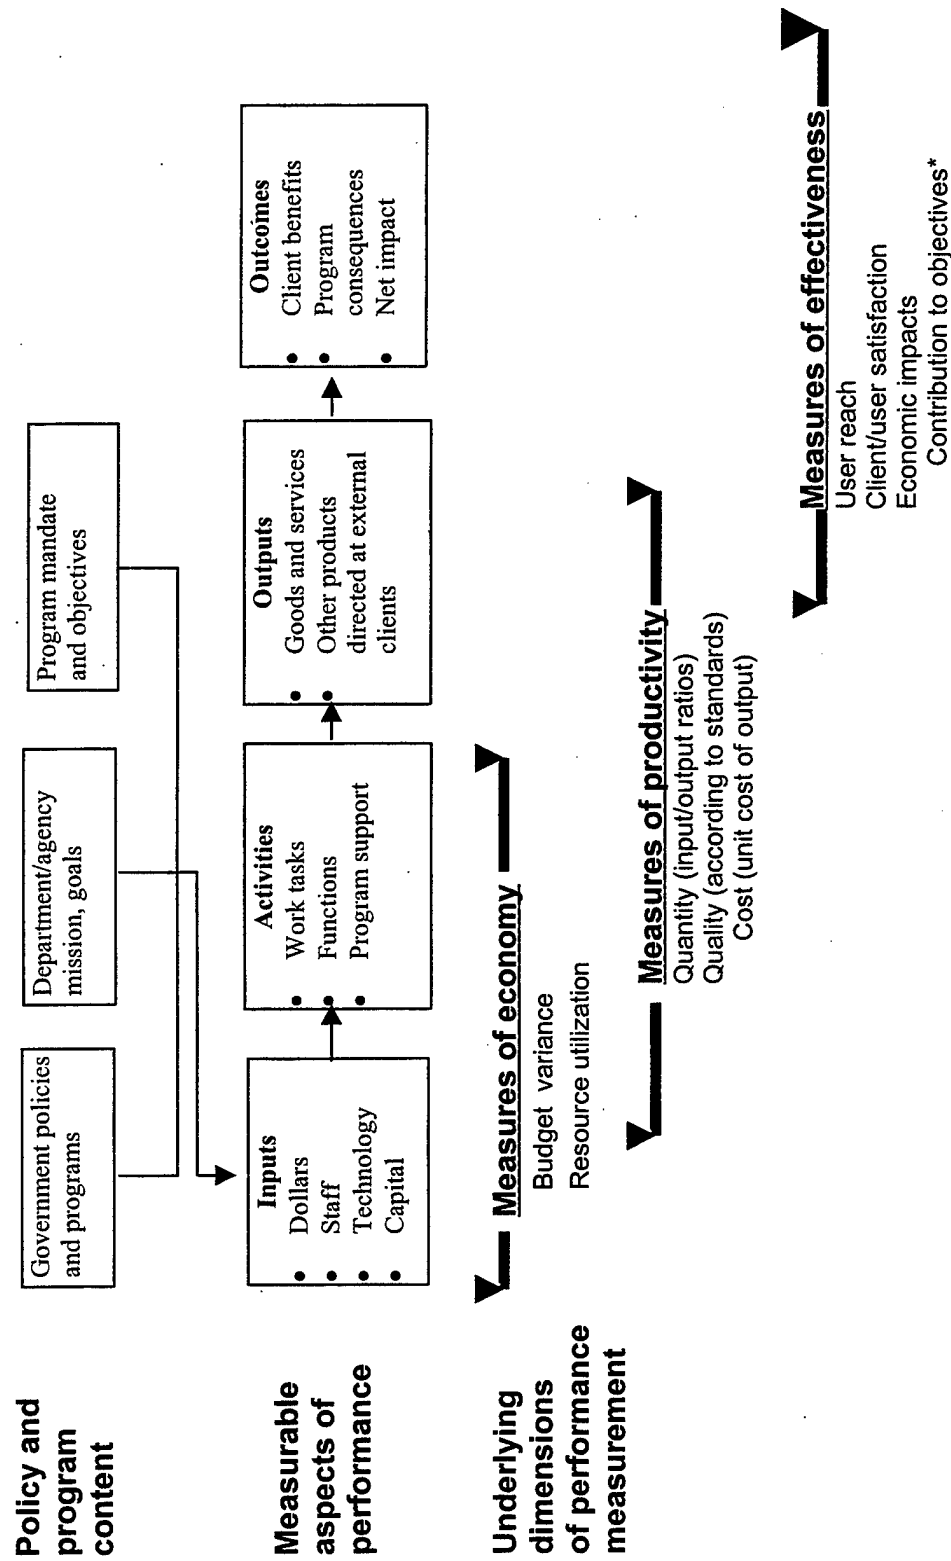 Policy and
program
content
Government policies
and programs
Department/agency
mission, goals
Program mandate
and objectives
Measurable
aspects of
performance
Inputs
• Dollars
• Staff
• Technology
• Capital
Activities
• Work tasks
• Functions
• Program support
Outputs
• Goods and services
• Other products
directed at external
clients
Outcomes
• Client benefits
• Program
consequences
• Net impact
Underlying
dimensions
of performance
measurement
Measures of economy
Budget variance
Resource utilization
Measures of productivity
Quantity (input/output ratios)
Quality (according to standards)
Cost (unit cost of output)
Measures of effectiveness
User reach
Client/user satisfaction
Economic impacts
Contribution to objectives*